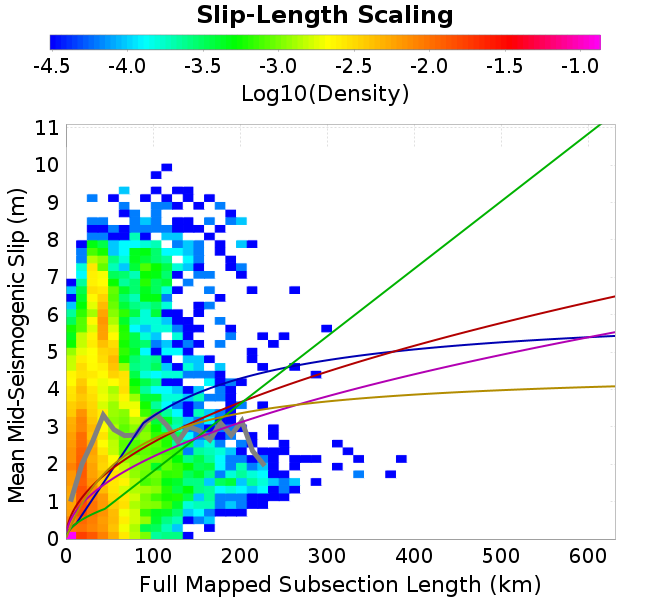 Slip-Length Scaling
-4.5 -4.0 -3.5 -3.0 -2.5 -2.0 -1.5 -1.0
Log10(Density)
11
10
9
8
7
6
5
4
3
2
1
0
Mean Mid-Seismogenic Slip (m)
0 100 200 300 400 500 600
Full Mapped Subsection Length (km)